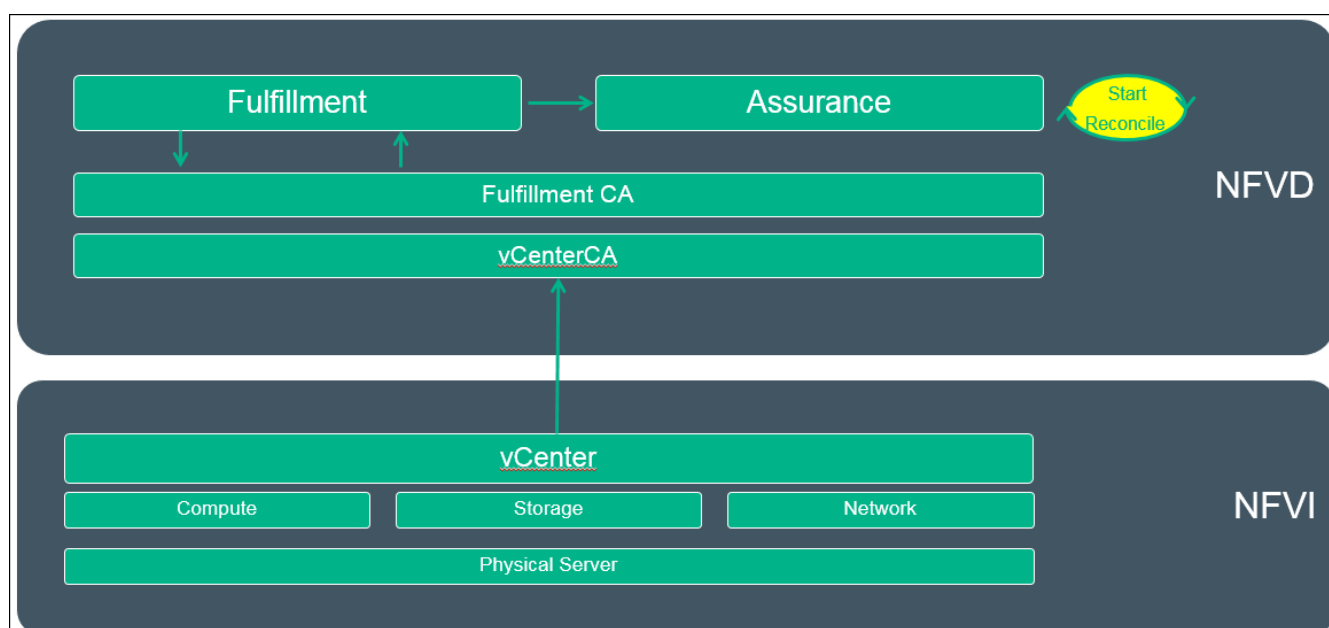 Fulfillment
Assurance
Start
Reconcile
Fulfillment CA
NFVD
vCenterCA
vCenter
Compute
Storage
Network
NFVI
Physical Server